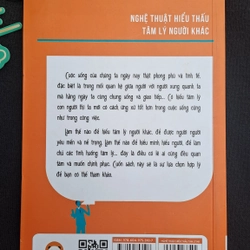 NGHỆ THUẬT HIỂU THẤU
TÂM LÝ NGƯỜI KHÁC
Cuộc sống của chúng ta ngày nay thật phong phú và tinh tế,
đặc biệt là trong mối quan hệ giữa người với người xung quanh ta
mà hằng ngày ta cùng chung sống và giao tiếp... Có hiểu tâm lý
con người thì ta mới có cách ứng xử tốt hơn trong cuộc sống cũng
như trong công việc.
Làm thế nào để hiểu tâm lý người khác, để được người người
yêu mến và nể trọng. Làm thế nào để hiểu mình, hiểu người, để làm
chủ các tình huống tâm lý... đây là điều có lẽ ai cũng đều quan
tâm và muốn chinh phục. Cuốn sách này sẽ là sự lựa chọn hợp lý
để bạn có thể tham khảo.